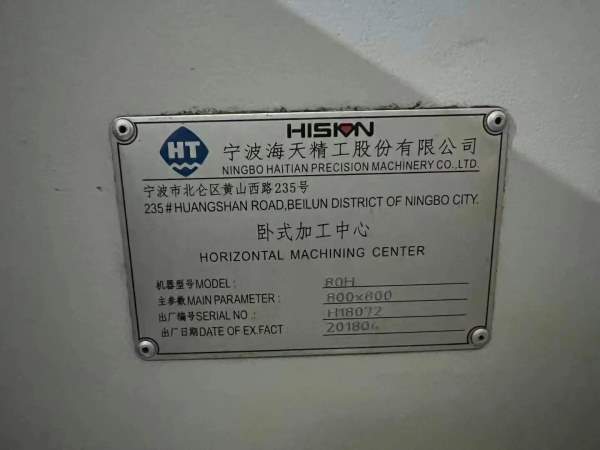 HISION
HT
宁波海天精工股份有限公司
NINGBO HAITIAN PRECISION MACHINERY CO.,LTD.
宁波市北仑区黄山西路235号
235#HUANGSHAN ROAD,BEILUN DISTRICT OF NINGBO CITY.
卧式加工中心
HORIZONTAL MACHINING CENTER
机器型号MODEL: 80H
主参数MAIN PARAMETER: 800x800
出厂编号SERIAL NO.: H18072
出厂日期DATE OF EX.FACT 201804